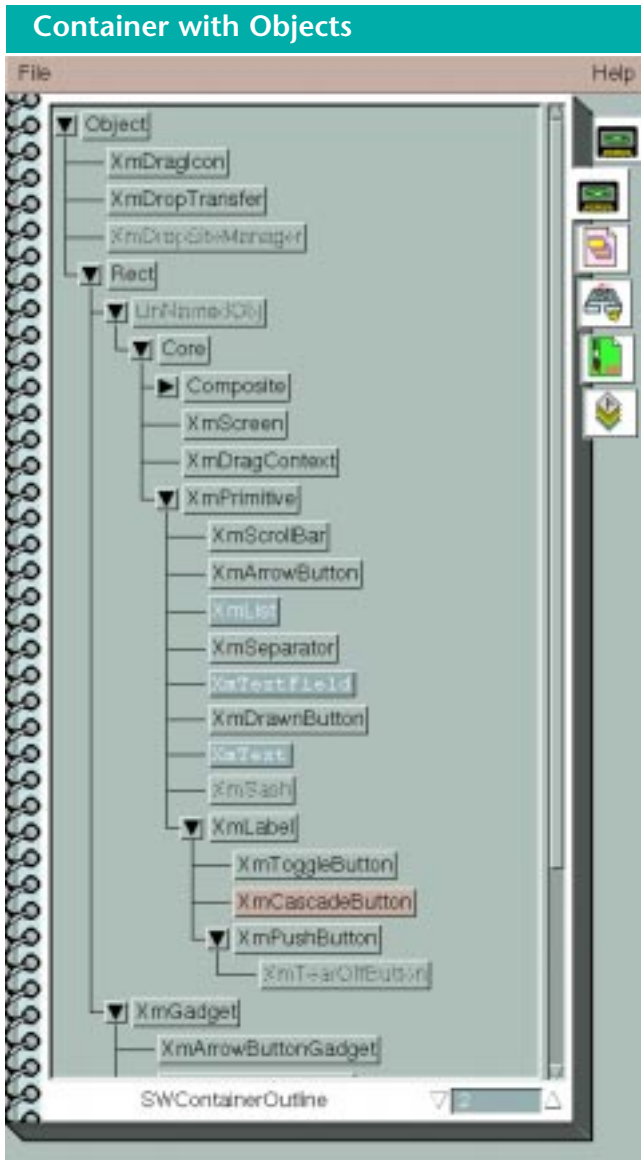 Container with Objects
File Help
Object
XmDragIcon
XmDropTransfer
XmDropSiteManager
Rect
UnNamedObj
Core
Composite
XmScreen
XmDragContext
XmPrimitive
XmScrollBar
XmArrowButton
XmList
XmSeparator
XmTextfield
XmDrawnButton
XmText
XmSash
XmLabel
XmToggleButton
XmCascadeButton
XmPushButton
XmTearOffButton
XmGadget
XmArrowButtonGadget
SWContainerOutline 2